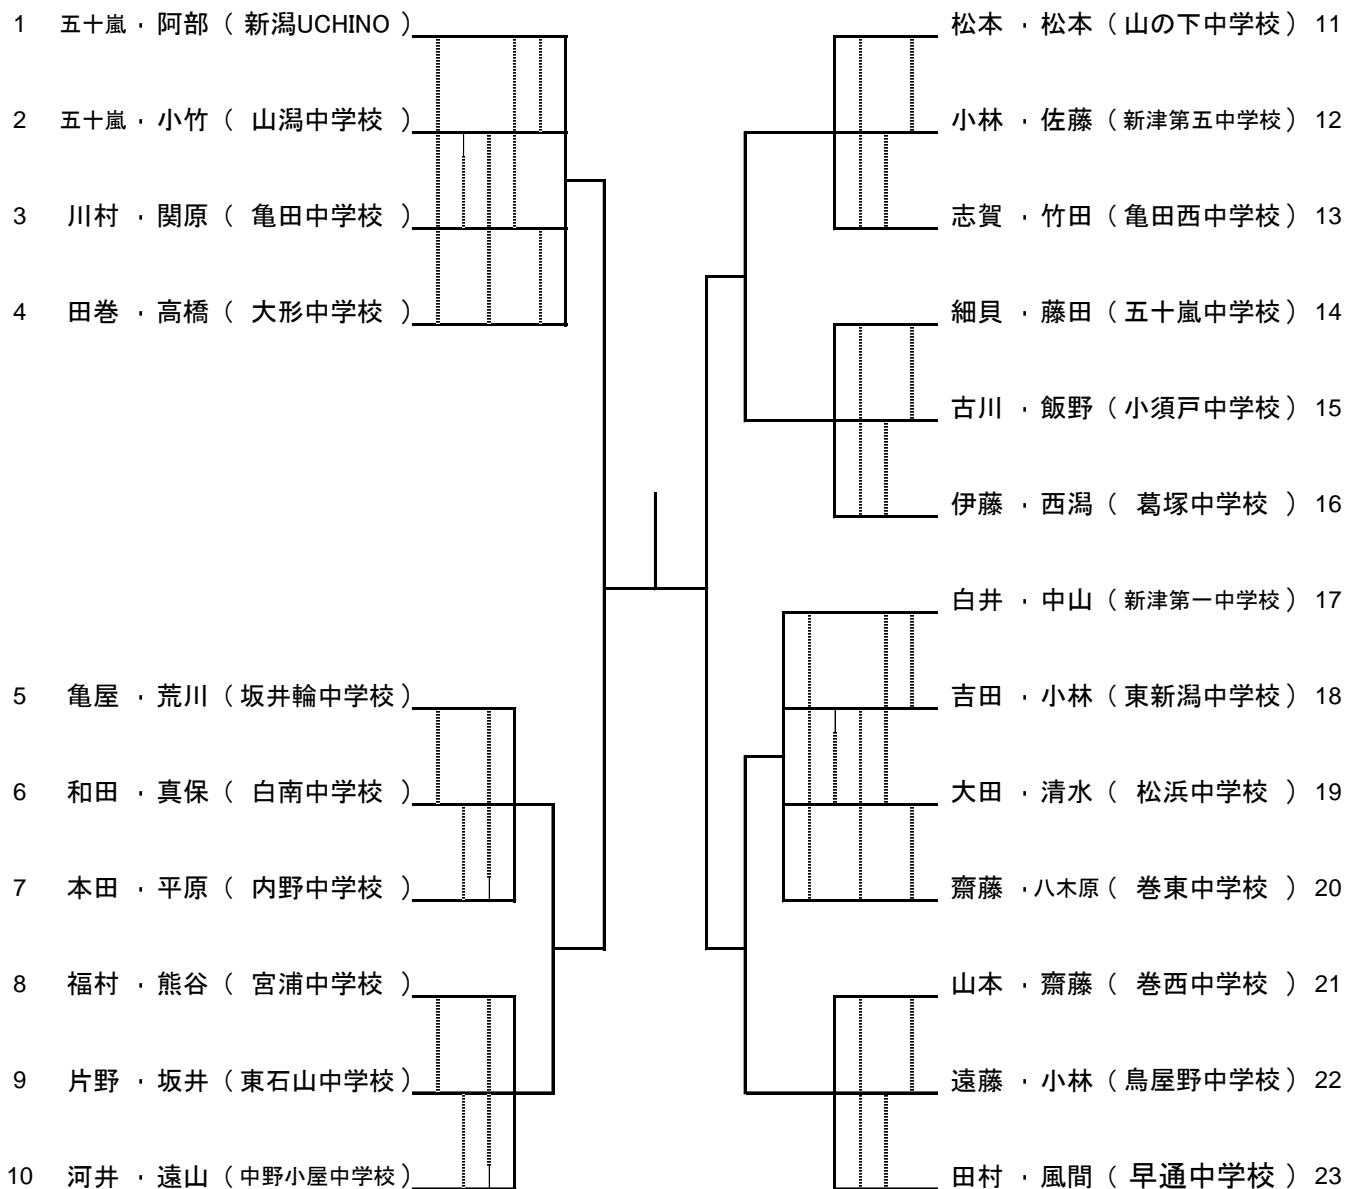 1 五十嵐 ・ 阿部 ( 新潟UCHINO )
2 五十嵐 ・ 小竹 ( 山潟中学校 )
3 川村 ・ 関原 ( 亀田中学校 )
4 田巻 ・ 高橋 ( 大形中学校 )
5 亀屋 ・ 荒川 ( 坂井輪中学校 )
6 和田 ・ 真保 ( 白南中学校 )
7 本田 ・ 平原 ( 内野中学校 )
8 福村 ・ 熊谷 ( 宮浦中学校 )
9 片野 ・ 坂井 ( 東石山中学校 )
10 河井 ・ 遠山 ( 中野小屋中学校 )
松本 ・ 松本 ( 山の下中学校 ) 11
小林 ・ 佐藤 ( 新津第五中学校 ) 12
志賀 ・ 竹田 ( 亀田西中学校 ) 13
細貝 ・ 藤田 ( 五十嵐中学校 ) 14
古川 ・ 飯野 ( 小須戸中学校 ) 15
伊藤 ・ 西潟 ( 葛塚中学校 ) 16
白井 ・ 中山 ( 新津第一中学校 ) 17
吉田 ・ 小林 ( 東新潟中学校 ) 18
大田 ・ 清水 ( 松浜中学校 ) 19
齋藤 ・ 八木原 ( 巻東中学校 ) 20
山本 ・ 齋藤 ( 巻西中学校 ) 21
遠藤 ・ 小林 ( 鳥屋野中学校 ) 22
田村 ・ 風間 ( 早通中学校 ) 23